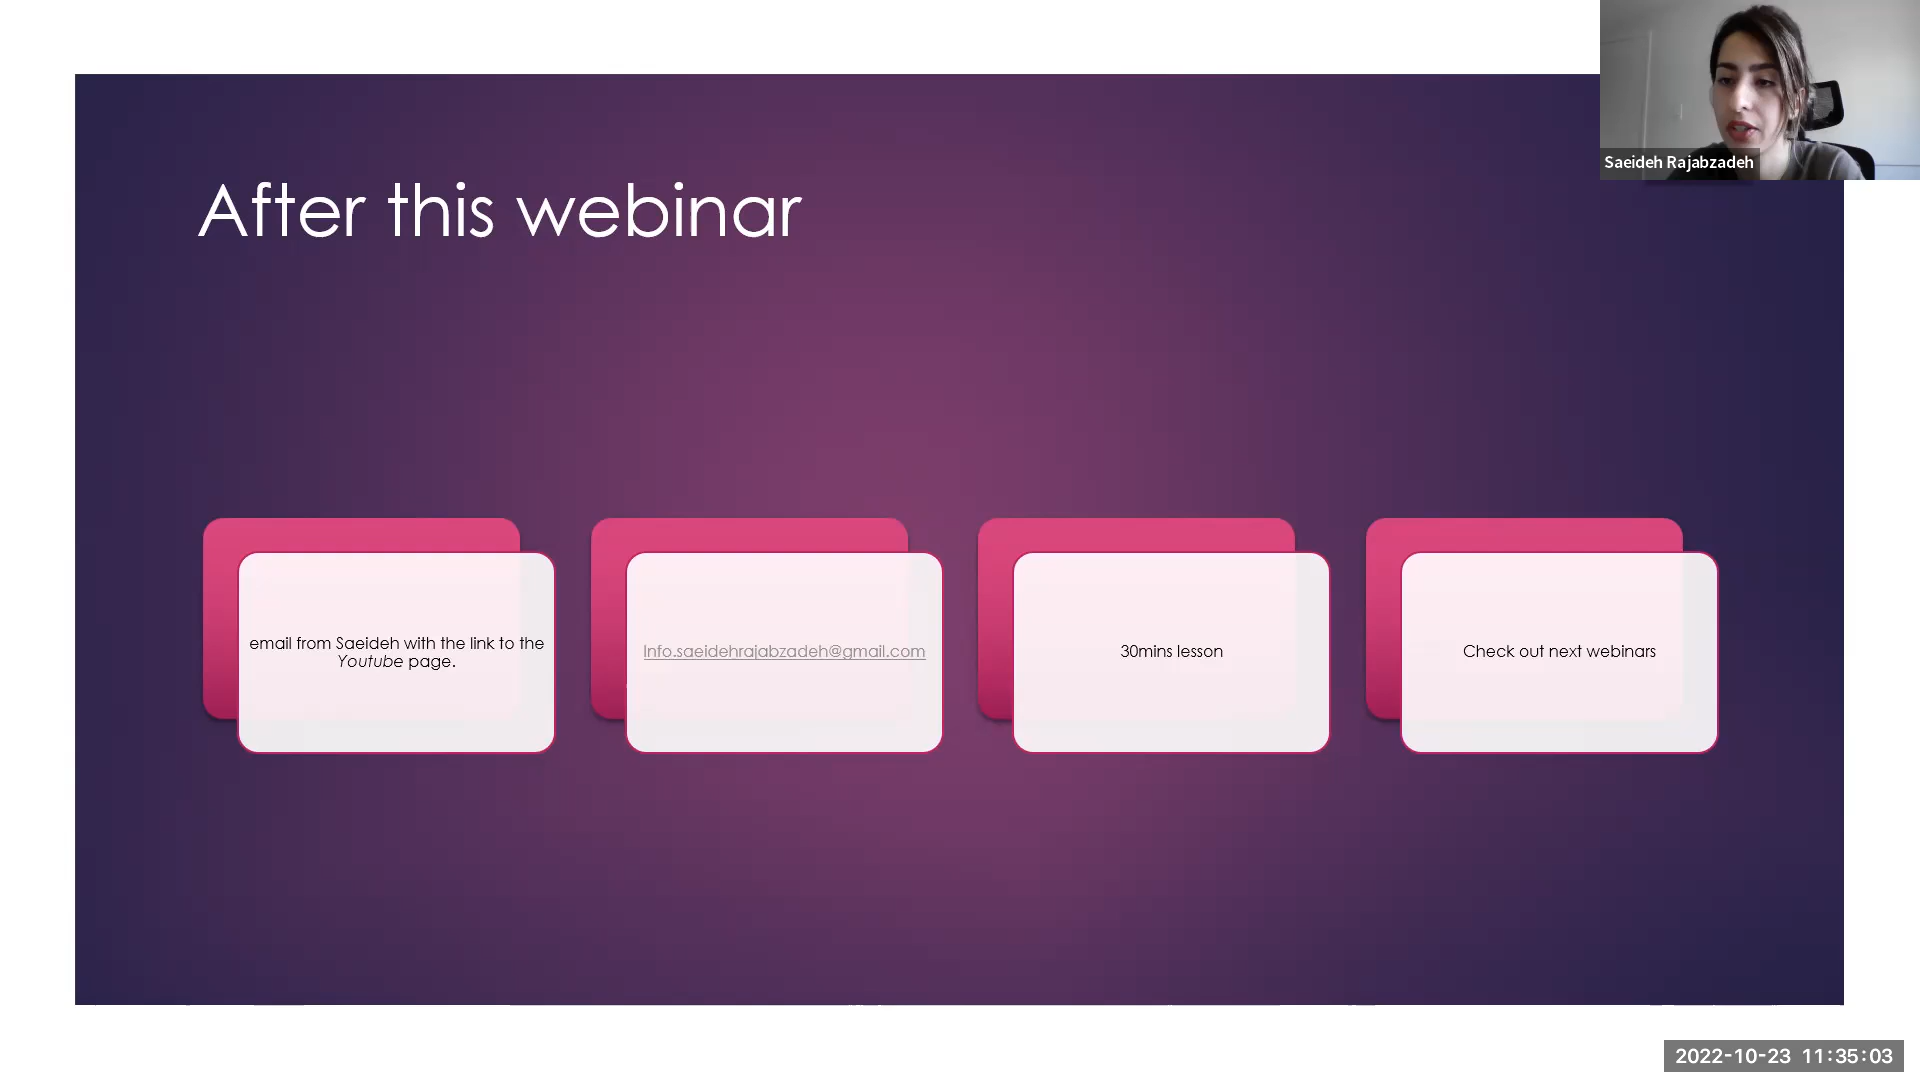 Saeideh Rajabzadeh
After this webinar
email from Saeideh with the link to the
Youtube page.
Info.saeidehrajabzadeh@gmail.com
30mins lesson
Check out next webinars
2022-10-23 11:35:03